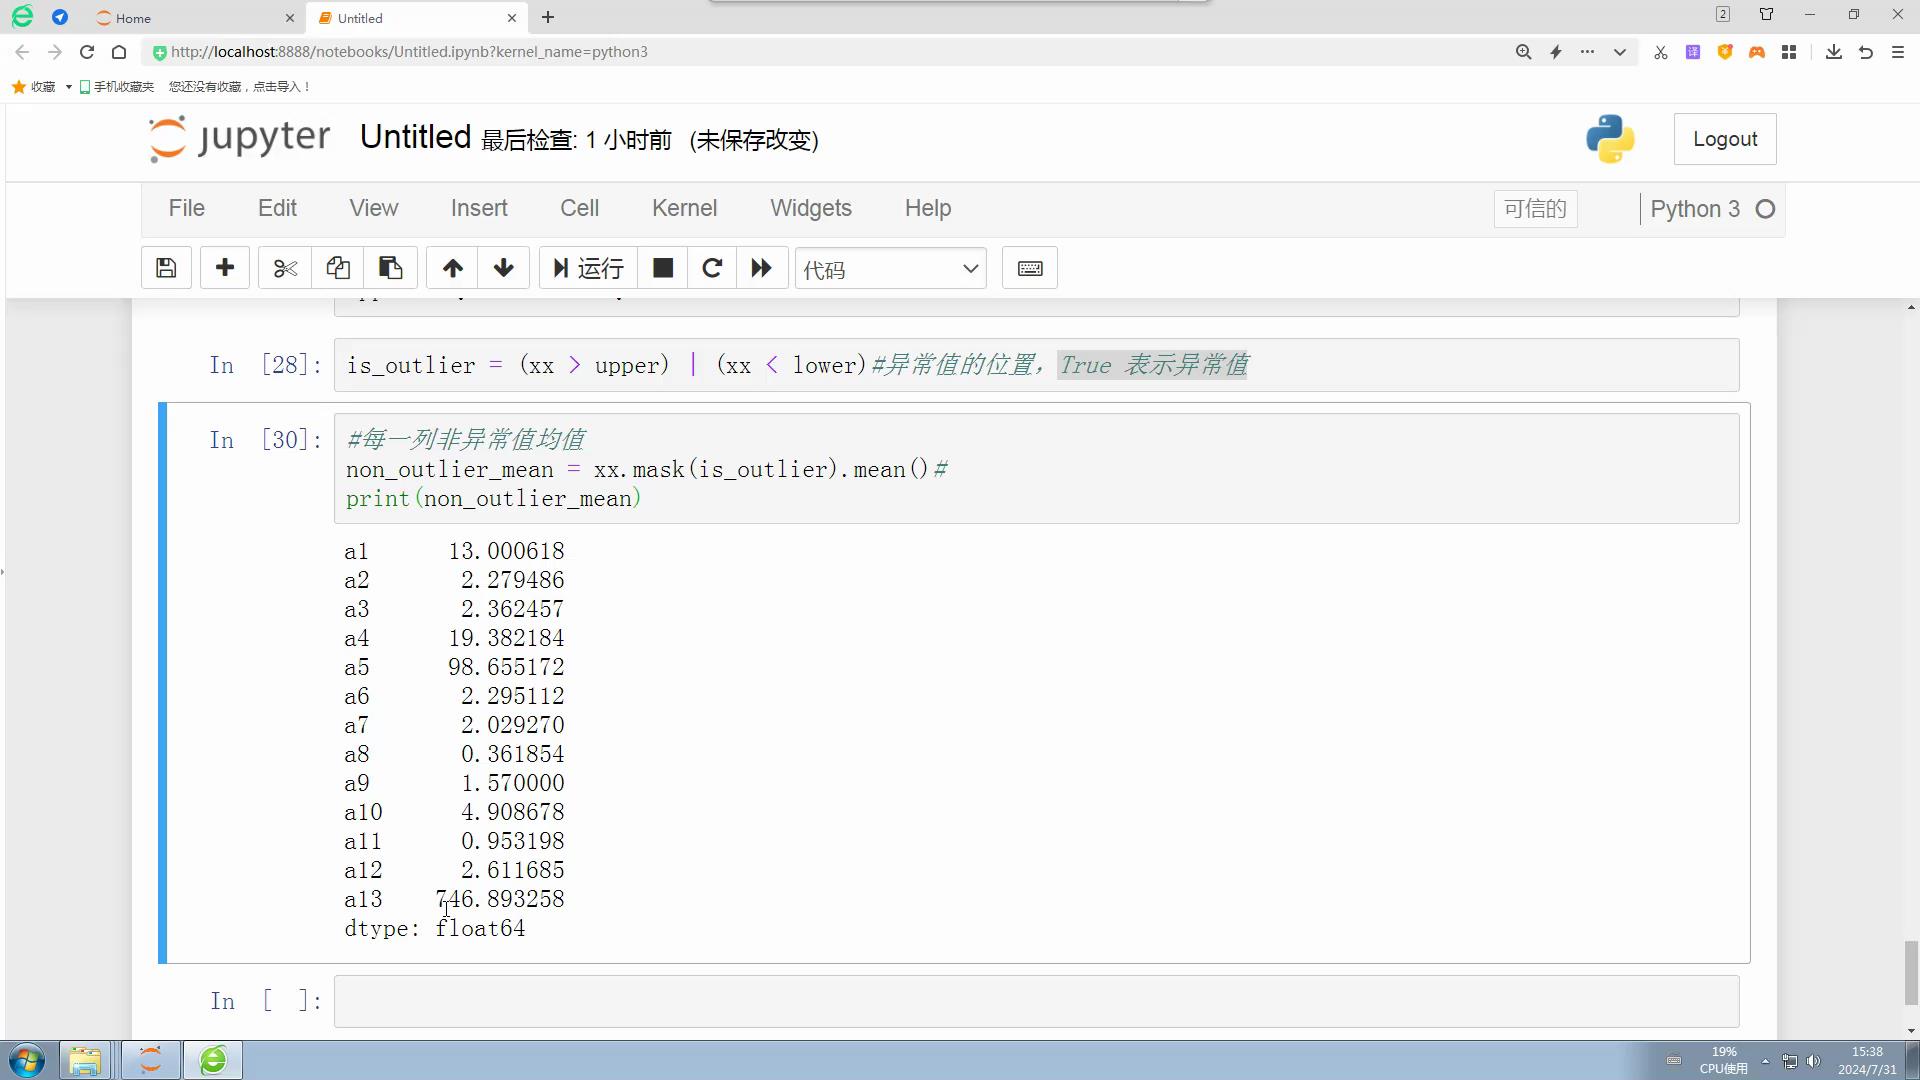 Home
Untitled
2
http://localhost:8888/notebooks/Untitled.ipynb?kernel_name=python3
译
收藏
手机收藏夹
您还没有收藏，点击导入！
jupyter
Untitled 最后检查: 1 小时前 (未保存改变)
Logout
File Edit View Insert Cell Kernel Widgets Help
可信的
Python 3
运行
代码
In [28]: is_outlier = (xx > upper) | (xx < lower)#异常值的位置，True 表示异常值
In [30]: #每一列非异常值均值
non_outlier_mean = xx.mask(is_outlier).mean()#
print(non_outlier_mean)
a1 13.000618
a2 2.279486
a3 2.362457
a4 19.382184
a5 98.655172
a6 2.295112
a7 2.029270
a8 0.361854
a9 1.570000
a10 4.908678
a11 0.953198
a12 2.611685
a13 746.893258
dtype: float64
In [ ]:
19%
CPU使用
15:38
2024/7/31